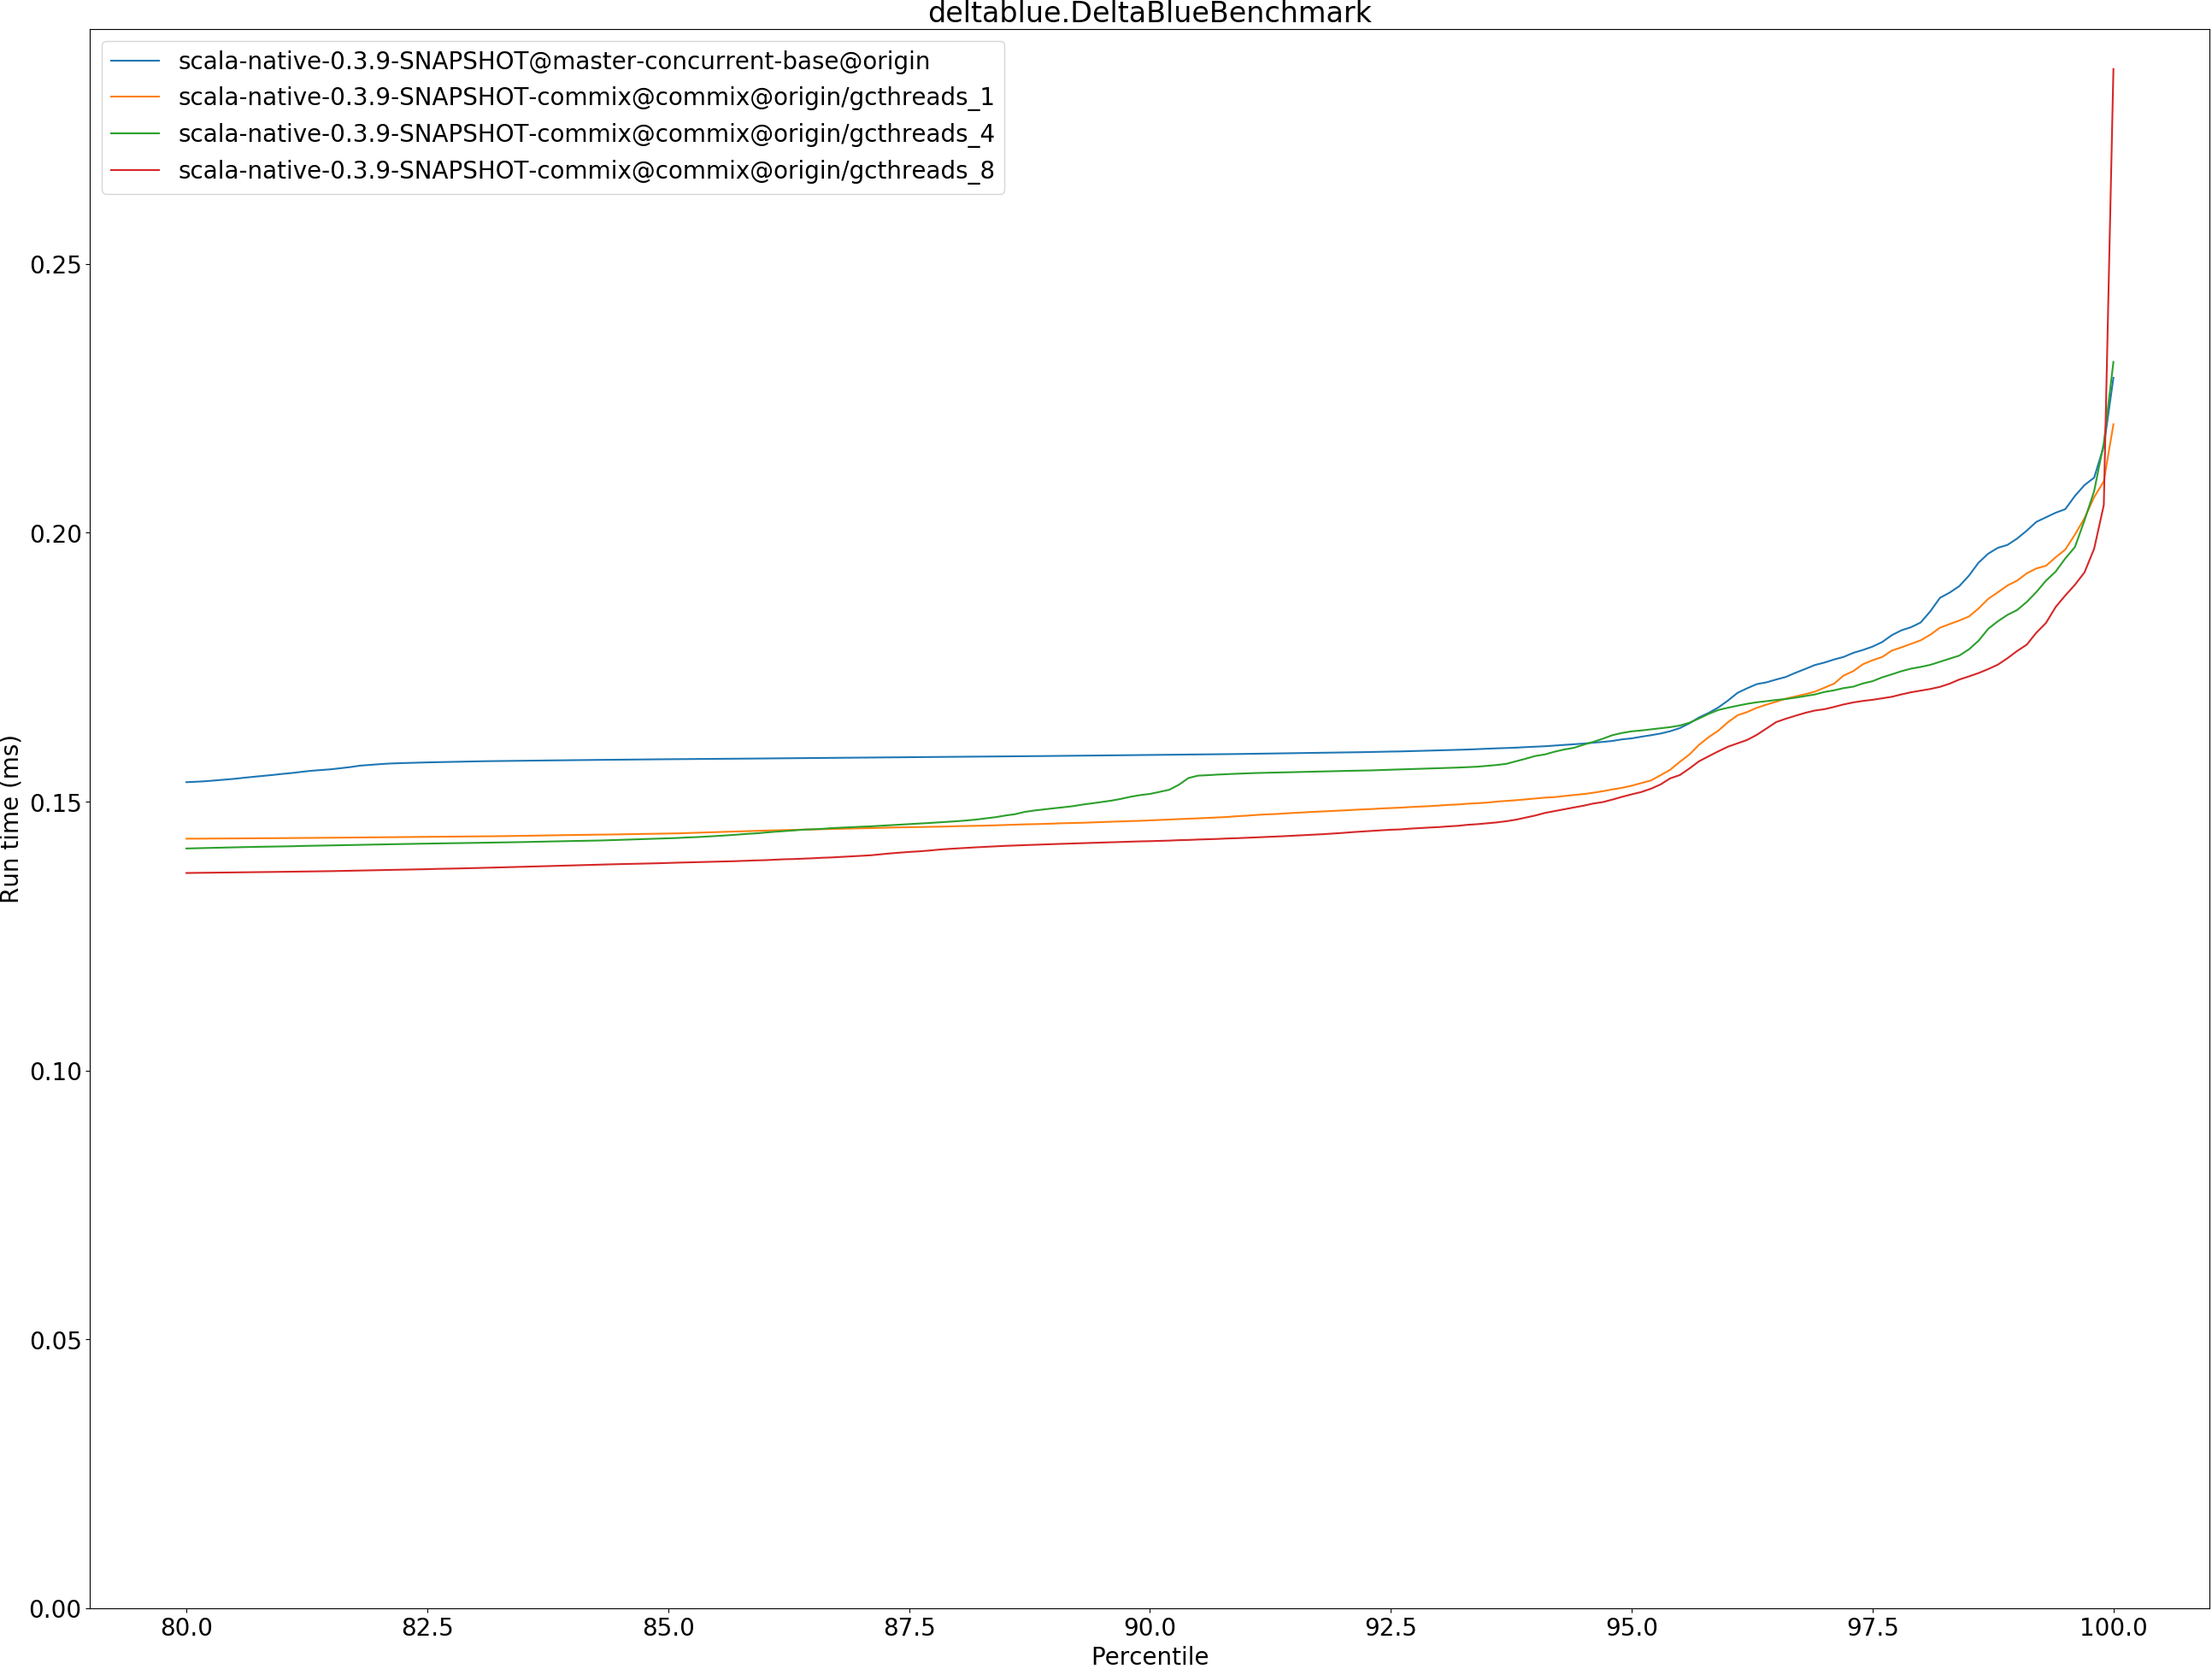 deltablue.DeltaBlueBenchmark
scala-native-0.3.9-SNAPSHOT@master-concurrent-base@origin
scala-native-0.3.9-SNAPSHOT-commix@commix@origin/gcthreads_1
scala-native-0.3.9-SNAPSHOT-commix@commix@origin/gcthreads_4
scala-native-0.3.9-SNAPSHOT-commix@commix@origin/gcthreads_8
0.25
0.20
0.15
0.10
0.05
0.00
Run time (ms)
80.0 82.5 85.0 87.5 90.0 92.5 95.0 97.5 100.0
Percentile